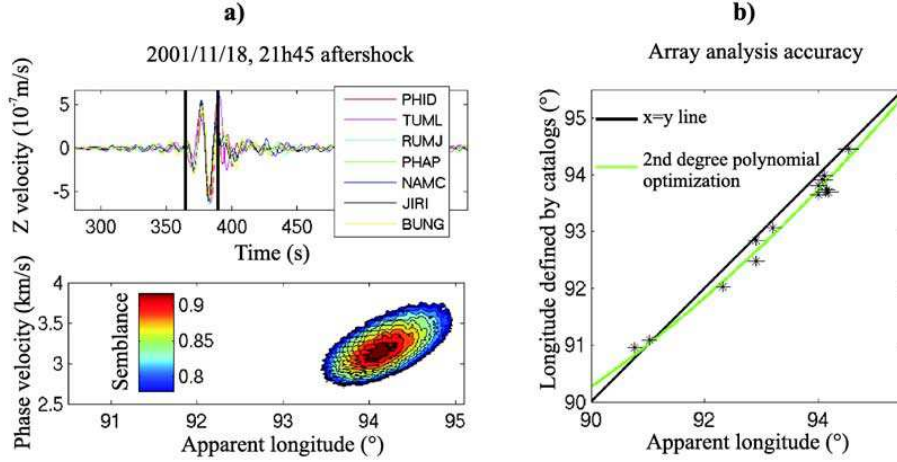 a)
2001/11/18, 21h45 aftershock
Z velocity (10⁻⁷m/s)
5
0
-5
300
350
400
450
Time (s)
PHID
TUML
RUMJ
PHAP
NAMC
JIRI
BUNG
Phase velocity (km/s)
4
3.5
3
2.5
Semblance
0.9
0.85
0.8
91
92
93
94
95
Apparent longitude (°)
b)
Array analysis accuracy
Longitude defined by catalogs (°)
95
94
93
92
91
90
x=y line
2nd degree polynomial
optimization
90
92
94
Apparent longitude (°)